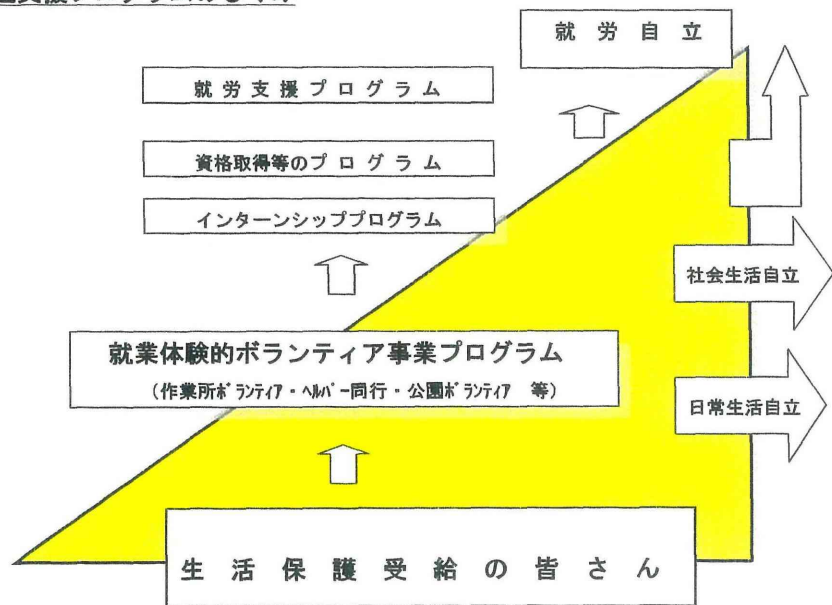 就労自立
就労支援プログラム
資格取得等のプログラム
インターンシッププログラム
社会生活自立
就業体験的ボランティア事業プログラム
（作業所ボランティア・ヘルパー同行・公園ボランティア 等）
日常生活自立
生活保護受給の皆さん